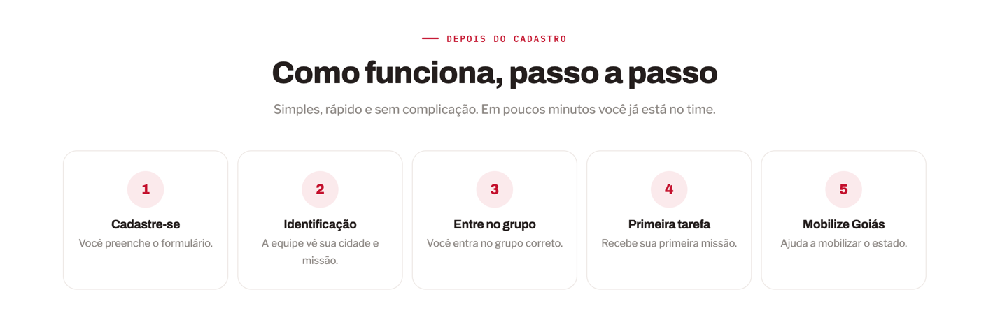 DEPOIS DO CADASTRO
Como funciona, passo a passo
Simples, rápido e sem complicação. Em poucos minutos você já está no time.
1
Cadastre-se
Você preenche o formulário.
2
Identificação
A equipe vê sua cidade e
missão.
3
Entre no grupo
Você entra no grupo correto.
4
Primeira tarefa
Recebe sua primeira missão.
5
Mobilize Goiás
Ajuda a mobilizar o estado.